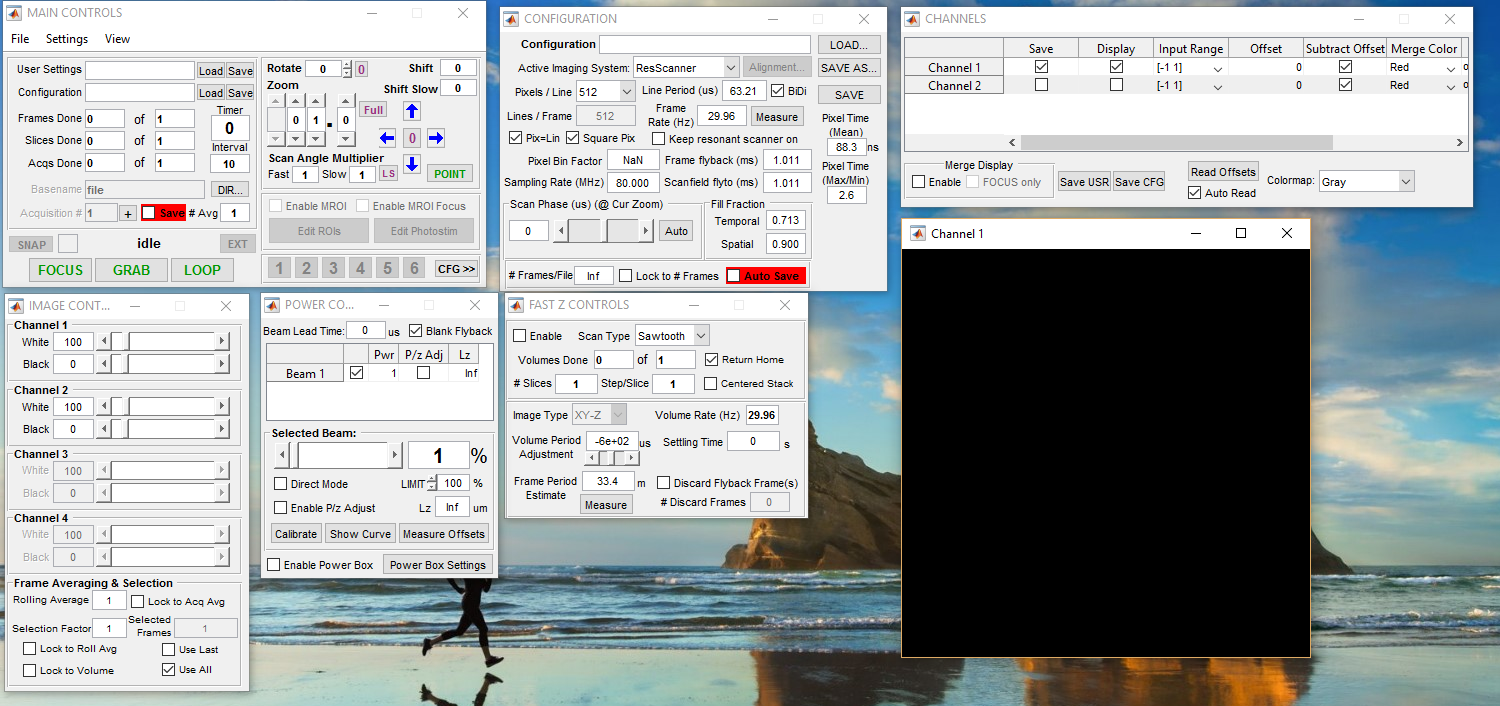 MAIN CONTROLS
File Settings View
User Settings Load Save
Configuration Load Save
Frames Done 0 of 1 Timer
0
Slices Done 0 of 1 Interval
Acqs Done 0 of 1 10
Basename file DIR...
Acquisition # 1 + Save # Avg 1
SNAP idle EXT
FOCUS GRAB LOOP
Rotate 0 0 Shift 0
Zoom Shift Slow 0
0 1 . 0 Full
0
Scan Angle Multiplier
Fast 1 Slow 1 LS POINT
Enable MROI Enable MROI Focus
Edit ROIs Edit Photostim
1 2 3 4 5 6 CFG >>
CONFIGURATION
Configuration LOAD...
Active Imaging System: ResScanner Alignment... SAVE AS...
Pixels / Line 512 Line Period (us) 63.21 BiDi SAVE
Lines / Frame 512 Frame Rate (Hz) 29.96 Measure
Pixel Time
(Mean)
88.3 ns
Pix=Lin Square Pix Keep resonant scanner on
Pixel Bin Factor NaN Frame flyback (ms) 1.011
Pixel Time
(Max/Min)
2.6
Sampling Rate (MHz) 80.000 Scanfield flyto (ms) 1.011
Scan Phase (us) (@ Cur Zoom) Fill Fraction
0 Auto Temporal 0.713
Spatial 0.900
# Frames/File Inf Lock to # Frames Auto Save
CHANNELS
Save Display Input Range Offset Subtract Offset Merge Color
Channel 1 [-1 1] 0 Red
Channel 2 [-1 1] 0 Red
Merge Display
Enable FOCUS only Save USR Save CFG Read Offsets
Auto Read
Colormap: Gray
Channel 1
IMAGE CONT...
Channel 1
White 100
Black 0
Channel 2
White 100
Black 0
Channel 3
White 100
Black 0
Channel 4
White 100
Black 0
Frame Averaging & Selection
Rolling Average 1 Lock to Acq Avg
Selection Factor 1 Selected Frames 1
Lock to Roll Avg Use Last
Lock to Volume Use All
POWER CO...
Beam Lead Time: 0 us Blank Flyback
Pwr P/z Adj Lz
Beam 1 1 Inf
Selected Beam:
1 %
Direct Mode LIMIT 100 %
Enable P/z Adjust Lz Inf um
Calibrate Show Curve Measure Offsets
Enable Power Box Power Box Settings
FAST Z CONTROLS
Enable Scan Type Sawtooth
Volumes Done 0 of 1 Return Home
# Slices 1 Step/Slice 1 Centered Stack
Image Type XY-Z Volume Rate (Hz) 29.96
Volume Period Adjustment -6e+02 us Settling Time 0 s
Frame Period Estimate 33.4 m Discard Flyback Frame(s)
Measure # Discard Frames 0